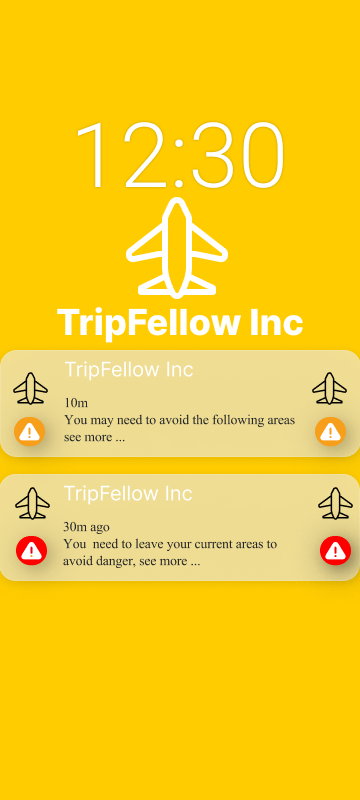 12:30
TripFellow Inc
TripFellow Inc
10m
You may need to avoid the following areas
see more ...
TripFellow Inc
30m ago
You  need to leave your current areas to
avoid danger, see more ...